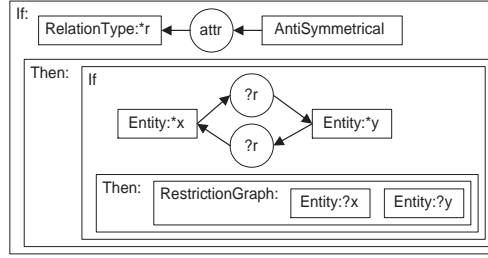 If:
RelationType:*r attr AntiSymmetrical
Then: If
?r
Entity:*x Entity:*y
?r
Then: RestrictionGraph: Entity:?x Entity:?y